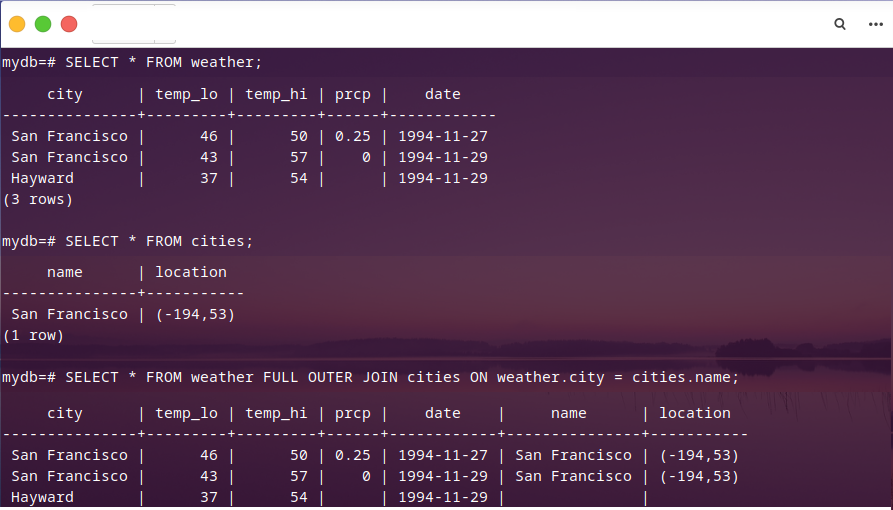 mydb=# SELECT * FROM weather;
     city      | temp_lo | temp_hi | prcp |    date
---------------+---------+---------+------+------------
 San Francisco |      46 |      50 | 0.25 | 1994-11-27
 San Francisco |      43 |      57 |    0 | 1994-11-29
 Hayward       |      37 |      54 |      | 1994-11-29
(3 rows)
mydb=# SELECT * FROM cities;
     name      | location
---------------+-----------
 San Francisco | (-194,53)
(1 row)
mydb=# SELECT * FROM weather FULL OUTER JOIN cities ON weather.city = cities.name;
     city      | temp_lo | temp_hi | prcp |    date    |     name      | location
---------------+---------+---------+------+------------+---------------+-----------
 San Francisco |      46 |      50 | 0.25 | 1994-11-27 | San Francisco | (-194,53)
 San Francisco |      43 |      57 |    0 | 1994-11-29 | San Francisco | (-194,53)
 Hayward       |      37 |      54 |      | 1994-11-29 |               |